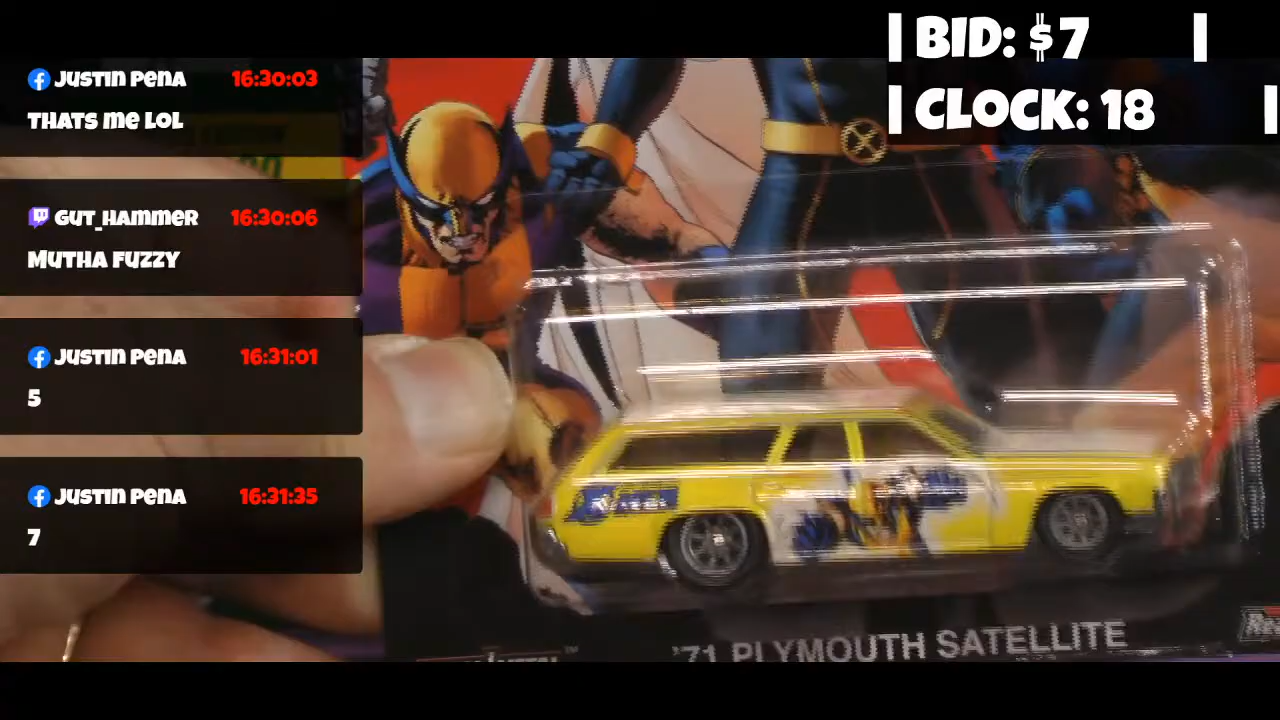 | BID: $7 |
| CLOCK: 18 |
JUSTIN PENA 16:30:03
THATS ME LOL
GUT_HAMMER 16:30:06
MUTHA FUZZY
JUSTIN PENA 16:31:01
5
JUSTIN PENA 16:31:35
7
'71 PLYMOUTH SATELLITE